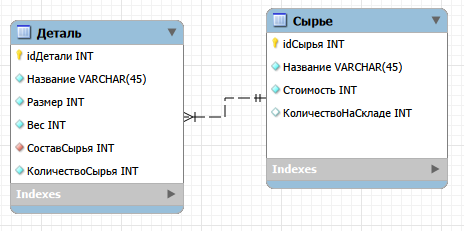 Деталь
idДетали INT
Название VARCHAR(45)
Размер INT
Вес INT
СоставСырья INT
КоличествоСырья INT
Indexes
Сырье
idСырья INT
Название VARCHAR(45)
Стоимость INT
КоличествоНаСкладе INT
Indexes